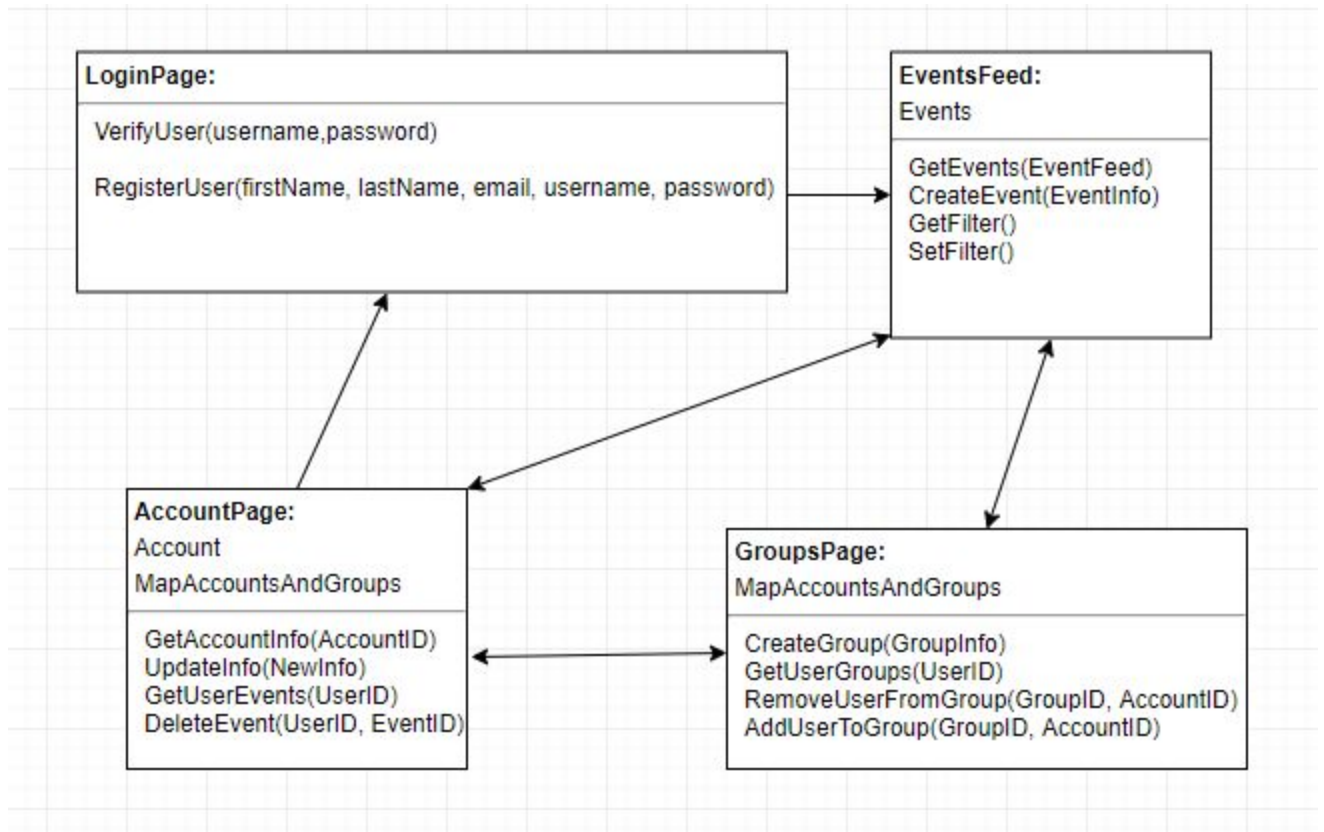 LoginPage:
VerifyUser(username,password)
RegisterUser(firstName, lastName, email, username, password)
EventsFeed:
Events
GetEvents(EventFeed)
CreateEvent(EventInfo)
GetFilter()
SetFilter()
AccountPage:
Account
MapAccountsAndGroups
GetAccountInfo(AccountID)
UpdateInfo(NewInfo)
GetUserEvents(UserID)
DeleteEvent(UserID, EventID)
GroupsPage:
MapAccountsAndGroups
CreateGroup(GroupInfo)
GetUserGroups(UserID)
RemoveUserFromGroup(GroupID, AccountID)
AddUserToGroup(GroupID, AccountID)